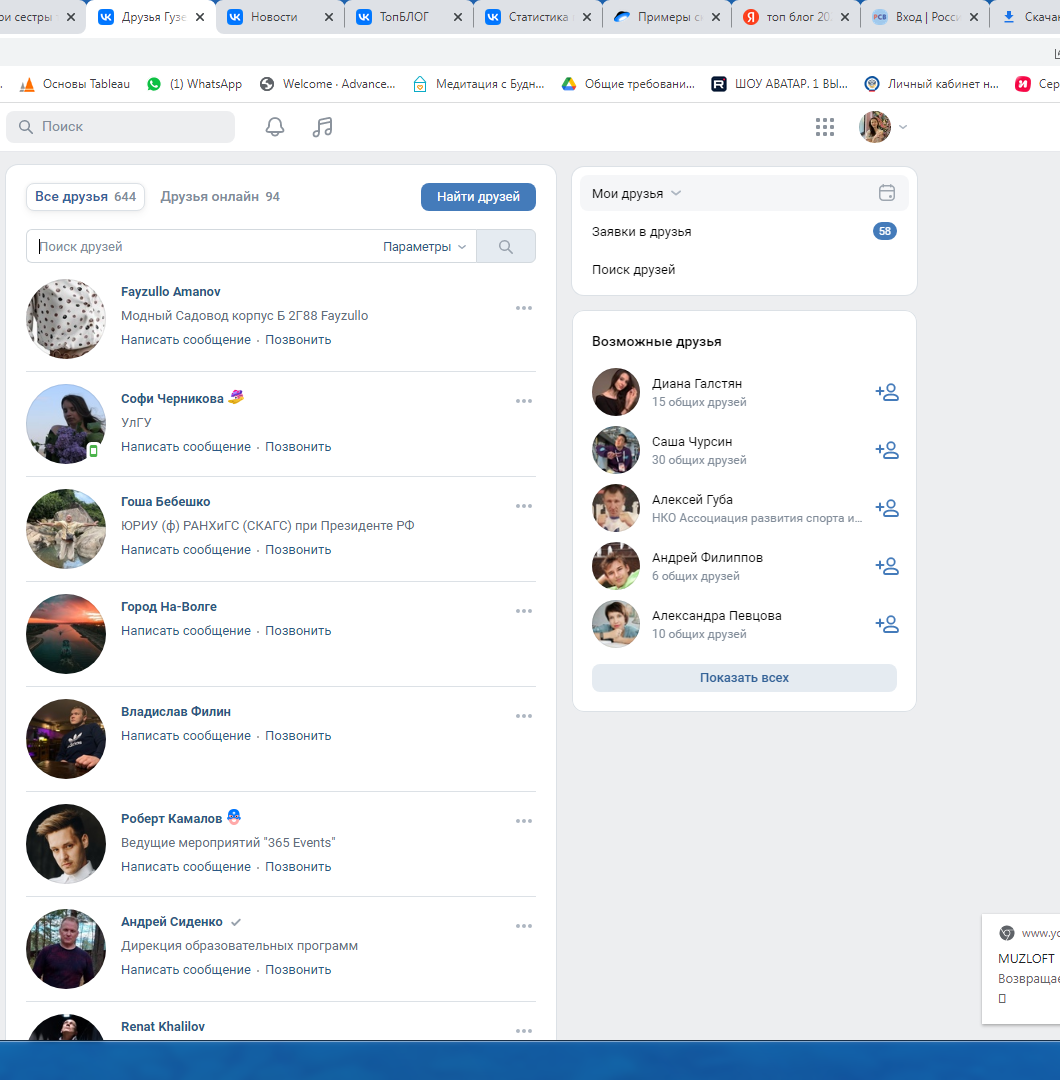 ои сестры
Друзья Гузе
Новости
ТопБЛОГ
Статистика
Примеры с
топ блог 20
Вход | Росси
Скачан
Основы Tableau
(1) WhatsApp
Welcome · Advance...
Медитация с Будн...
Общие требовани...
ШОУ АВАТАР. 1 ВЫ...
Личный кабинет н...
Сер
Поиск
Все друзья 644
Друзья онлайн 94
Найти друзей
Поиск друзей
Параметры
Fayzullo Amanov
Модный Садовод корпус Б 2Г88 Fayzullo
Написать сообщение · Позвонить
Софи Черникова
УлГУ
Написать сообщение · Позвонить
Гоша Бебешко
ЮРИУ (ф) РАНХиГС (СКАГС) при Президенте РФ
Написать сообщение · Позвонить
Город На-Волге
Написать сообщение · Позвонить
Владислав Филин
Написать сообщение · Позвонить
Роберт Камалов
Ведущие мероприятий "365 Events"
Написать сообщение · Позвонить
Андрей Сиденко
Дирекция образовательных программ
Написать сообщение · Позвонить
Renat Khalilov
Мои друзья
Заявки в друзья 58
Поиск друзей
Возможные друзья
Диана Галстян
15 общих друзей
Саша Чурсин
30 общих друзей
Алексей Губа
НКО Ассоциация развития спорта и...
Андрей Филиппов
6 общих друзей
Александра Певцова
10 общих друзей
Показать всех
www.yo
MUZLOFT
Возвращае